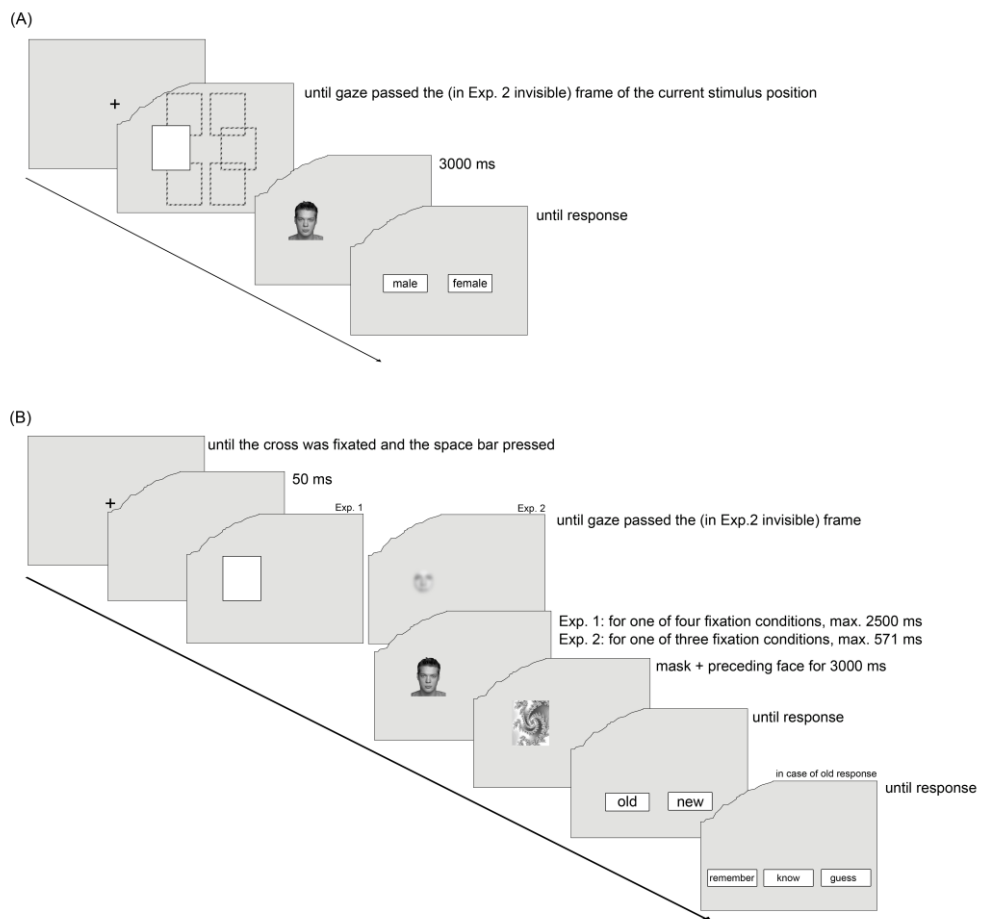 (A)
until gaze passed the (in Exp. 2 invisible) frame of the current stimulus position
3000 ms
until response
male
female
(B)
until the cross was fixated and the space bar pressed
50 ms
Exp. 1
Exp. 2
until gaze passed the (in Exp.2 invisible) frame
Exp. 1: for one of four fixation conditions, max. 2500 ms
Exp. 2: for one of three fixation conditions, max. 571 ms
mask + preceding face for 3000 ms
until response
old
new
in case of old response
until response
remember
know
guess